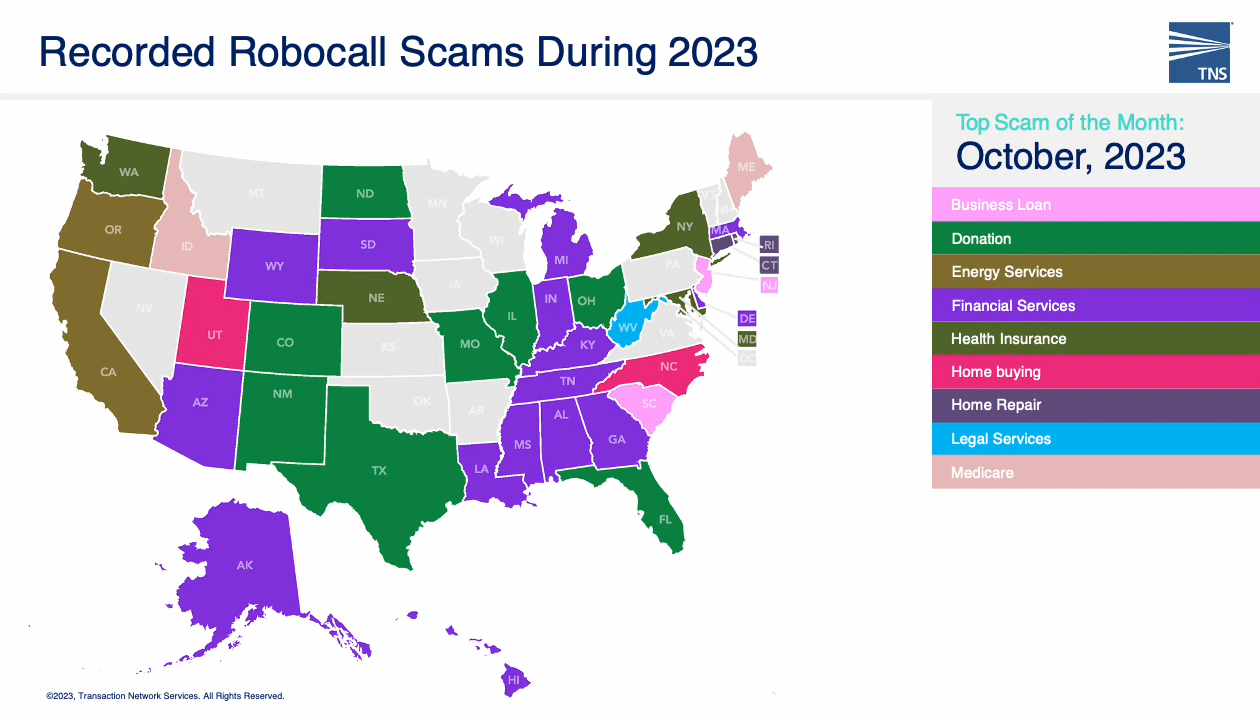 Recorded Robocall Scams During 2023
TNS
Top Scam of the Month:
October, 2023
Business Loan
Donation
Energy Services
Financial Services
Health Insurance
Home buying
Home Repair
Legal Services
Medicare
WA
MT
ND
MN
ME
OR
ID
SD
WI
VT
NH
NY
MA
RI
CT
NJ
WY
MI
PA
IA
NE
NV
IL
IN
OH
DE
MD
DC
UT
CO
KS
MO
KY
WV
VA
CA
AZ
NM
OK
AR
TN
NC
SC
TX
LA
MS
AL
GA
FL
AK
HI
©2023, Transaction Network Services. All Rights Reserved.